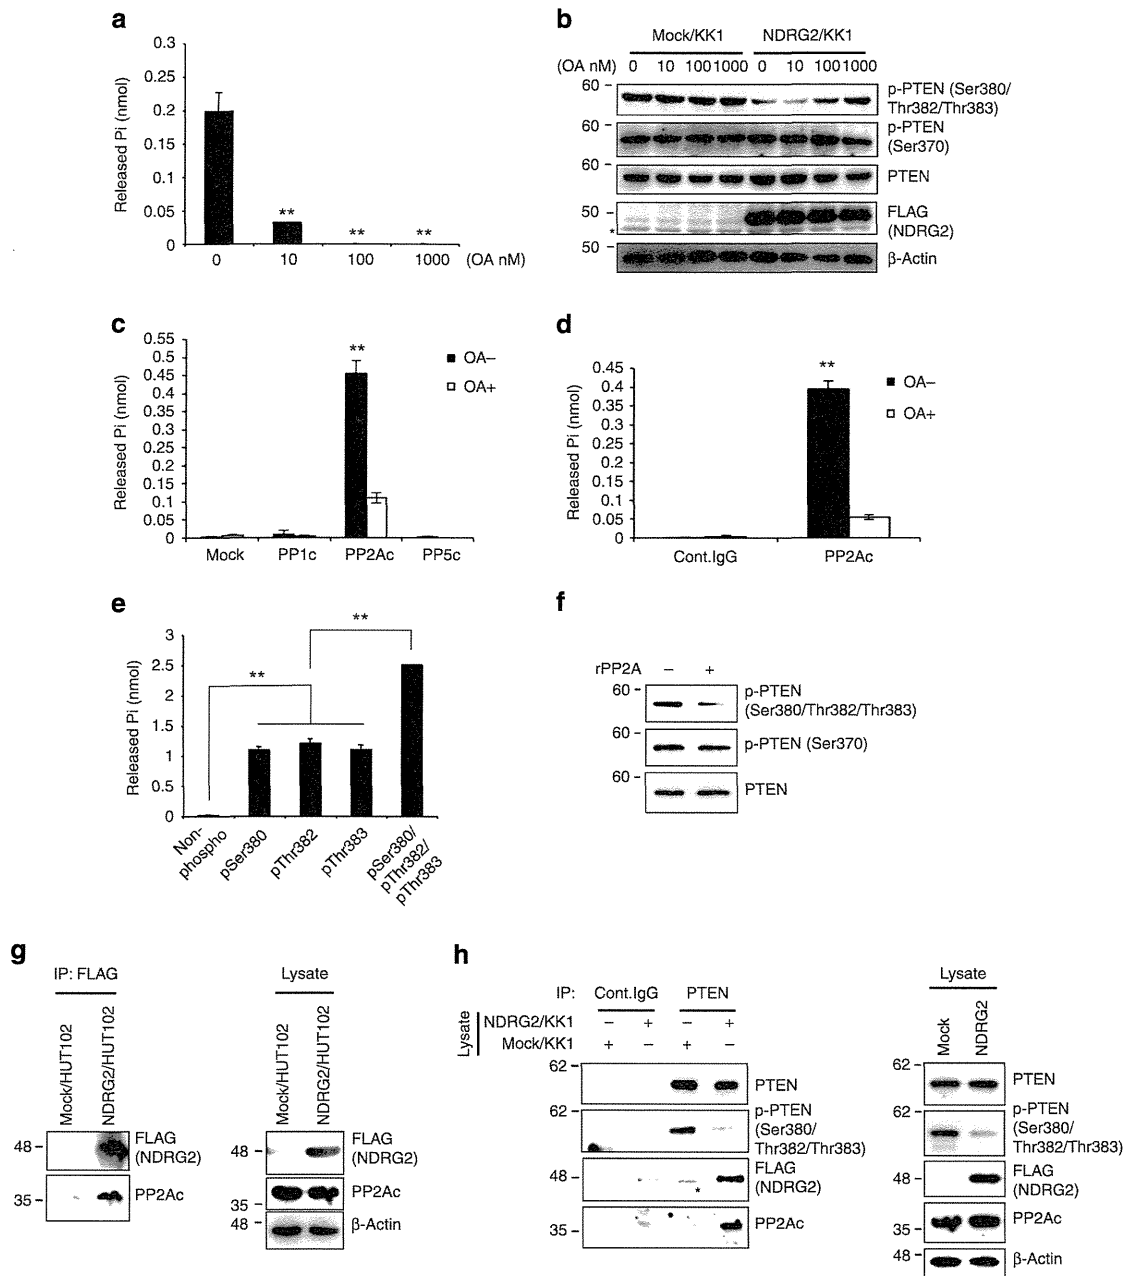 a
Released Pi (nmol)
0.3
0.25
0.2
0.15
0.1
0.05
0
**
**
**
0 10 100 1000 (OA nM)
b
Mock/KK1 NDRG2/KK1
(OA nM) 0 10 100 1000 0 10 100 1000
60
p-PTEN (Ser380/
Thr382/Thr383)
60
p-PTEN
(Ser370)
60
PTEN
50
*
FLAG
(NDRG2)
50
β-Actin
c
Released Pi (nmol)
0.55
0.5
0.45
0.4
0.35
0.3
0.25
0.2
0.15
0.1
0.05
0
**
OA–
OA+
Mock PP1c PP2Ac PP5c
d
Released Pi (nmol)
0.45
0.4
0.35
0.3
0.25
0.2
0.15
0.1
0.05
0
**
OA–
OA+
Cont.IgG PP2Ac
e
Released Pi (nmol)
3
2.5
2
1.5
1
0.5
0
**
**
Non-
phospho
pSer380
pThr382
pThr383
pSer380/
pThr382/
pThr383
f
rPP2A – +
60
p-PTEN
(Ser380/Thr382/Thr383)
60
p-PTEN (Ser370)
60
PTEN
g
IP: FLAG
Mock/HUT102
NDRG2/HUT102
48
FLAG
(NDRG2)
35
PP2Ac
Lysate
Mock/HUT102
NDRG2/HUT102
48
FLAG
(NDRG2)
35
PP2Ac
48
β-Actin
h
IP: Cont.IgG PTEN
Lysate
NDRG2/KK1 – + – +
Mock/KK1 + – + –
62
PTEN
62
p-PTEN
(Ser380/
Thr382/Thr383)
48
*
FLAG
(NDRG2)
35
PP2Ac
Lysate
Mock
NDRG2
62
PTEN
62
p-PTEN
(Ser380/
Thr382/Thr383)
48
FLAG
(NDRG2)
35
PP2Ac
48
β-Actin